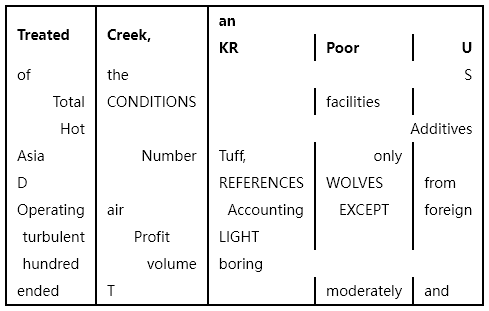 an
Treated Creek, KR Poor U
of the S
Total CONDITIONS facilities
Hot Additives
Asia Number Tuff, only
D REFERENCES WOLVES from
Operating air Accounting EXCEPT foreign
turbulent Profit LIGHT
hundred volume boring
ended T moderately and